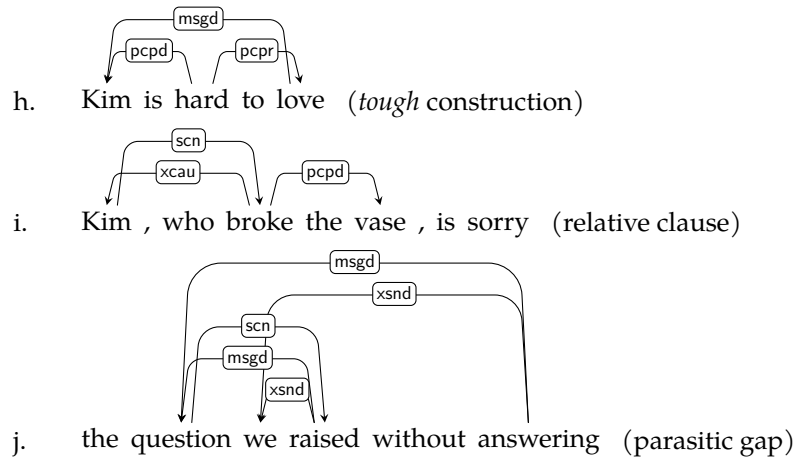 msgd
pcpd pcpr
h. Kim is hard to love (tough construction)
scn
xcau pcpd
i. Kim , who broke the vase , is sorry (relative clause)
msgd
xsnd
scn
msgd
xsnd
j. the question we raised without answering (parasitic gap)